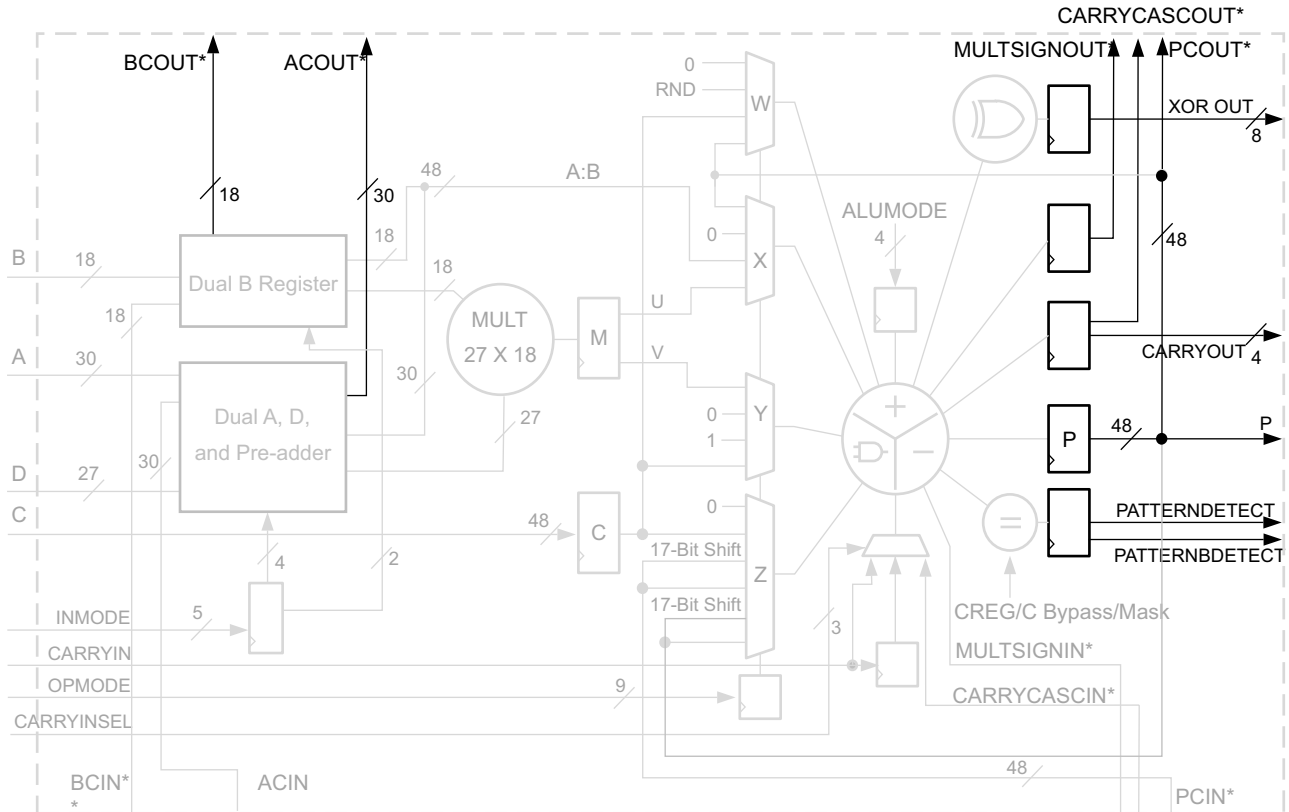 CARRYCASCOUT*
BCOUT*
ACOUT*
MULTSIGNOUT*
PCOUT*
0
RND
W
XOR OUT
8
48
A:B
18
30
ALUMODE
4
0
X
48
B
18
18
Dual B Register
18
MULT
27 X 18
M
U
V
18
A
30
30
CARRYOUT
4
Dual A, D,
and Pre-adder
27
Y
0
1
P
48
P
D
27
30
C
48
C
0
17-Bit Shift
Z
17-Bit Shift
=
PATTERNDETECT
PATTERNBDETECT
4
2
INMODE
5
3
CREG/C Bypass/Mask
CARRYIN
MULTSIGNIN*
OPMODE
9
CARRYCASCIN*
CARRYINSEL
BCIN*
*
ACIN
48
PCIN*